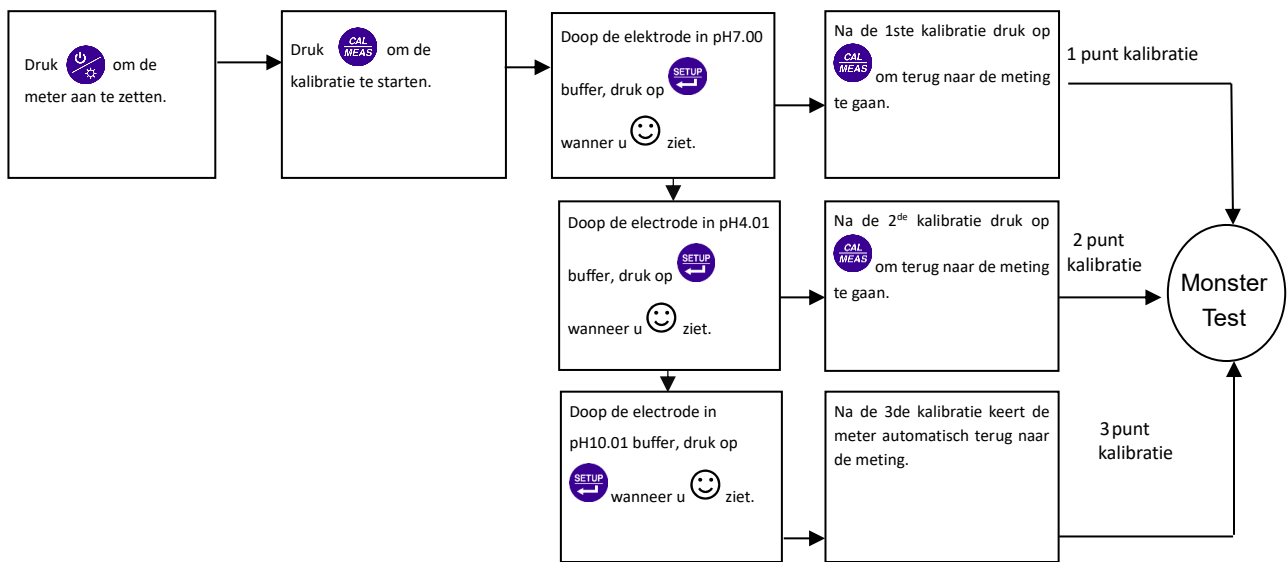 Druk om de
meter aan te zetten.
Druk CAL MEAS om de
kalibratie te starten.
Doop de elektrode in pH7.00
buffer, druk op SETUP
wanner u ziet.
Na de 1ste kalibratie druk op
CAL MEAS om terug naar de meting
te gaan.
1 punt kalibratie
Doop de electrode in pH4.01
buffer, druk op SETUP
wanneer u ziet.
Na de 2de kalibratie druk op
CAL MEAS om terug naar de meting
te gaan.
2 punt
kalibratie
Monster
Test
Doop de electrode in
pH10.01 buffer, druk op
SETUP wanneer u ziet.
Na de 3de kalibratie keert de
meter automatisch terug naar
de meting.
3 punt
kalibratie